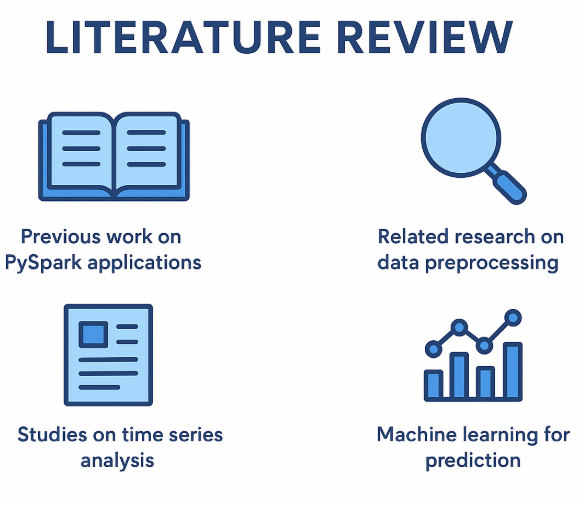 LITERATURE REVIEW
Previous work on
PySpark applications
Related research on
data preprocessing
Studies on time series
analysis
Machine learning for
prediction